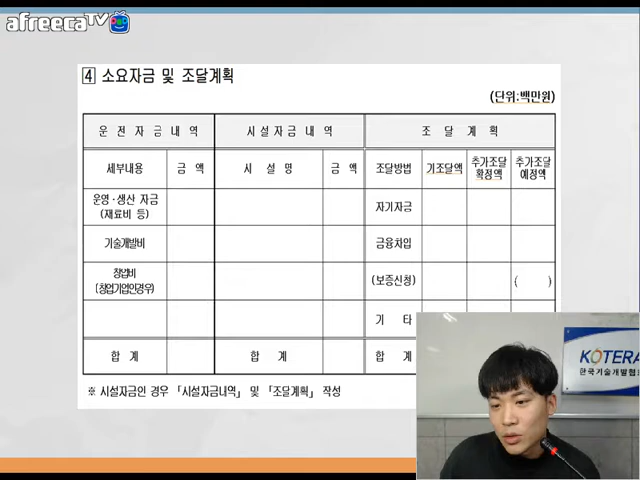 afreecaTV
4 소요자금 및 조달계획
(단위:백만원)
운 전 자 금 내 역 시 설 자 금 내 역 조 달 계 획
세부내용 금 액 시 설 명 금 액 조달방법 기조달액 추가조달 확정액 추가조달 예정액
운영·생산 자금 (재료비 등) 자기자금
기술개발비 금융차입
창업비 (창업기업인경우) (보증신청) ( )
기 타
합 계 합 계 합 계
※ 시설자금인 경우 「시설자금내역」 및 「조달계획」 작성
KOTERA
한국기술개발협회